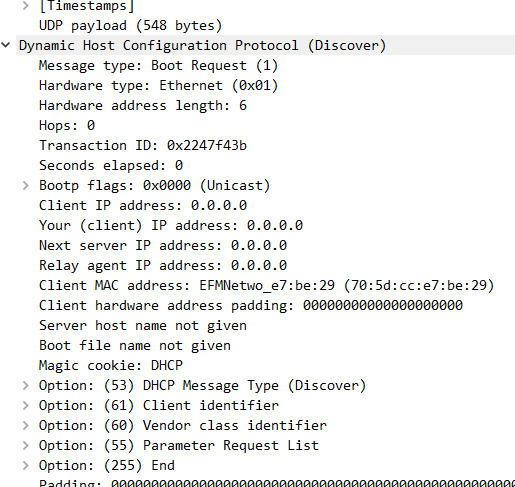 [Timestamps]
UDP payload (548 bytes)
Dynamic Host Configuration Protocol (Discover)
Message type: Boot Request (1)
Hardware type: Ethernet (0x01)
Hardware address length: 6
Hops: 0
Transaction ID: 0x2247f43b
Seconds elapsed: 0
Bootp flags: 0x0000 (Unicast)
Client IP address: 0.0.0.0
Your (client) IP address: 0.0.0.0
Next server IP address: 0.0.0.0
Relay agent IP address: 0.0.0.0
Client MAC address: EFMNetwo_e7:be:29 (70:5d:cc:e7:be:29)
Client hardware address padding: 00000000000000000000
Server host name not given
Boot file name not given
Magic cookie: DHCP
Option: (53) DHCP Message Type (Discover)
Option: (61) Client identifier
Option: (60) Vendor class identifier
Option: (55) Parameter Request List
Option: (255) End
Padding: 000000000000000000000000000000000000000000000000000